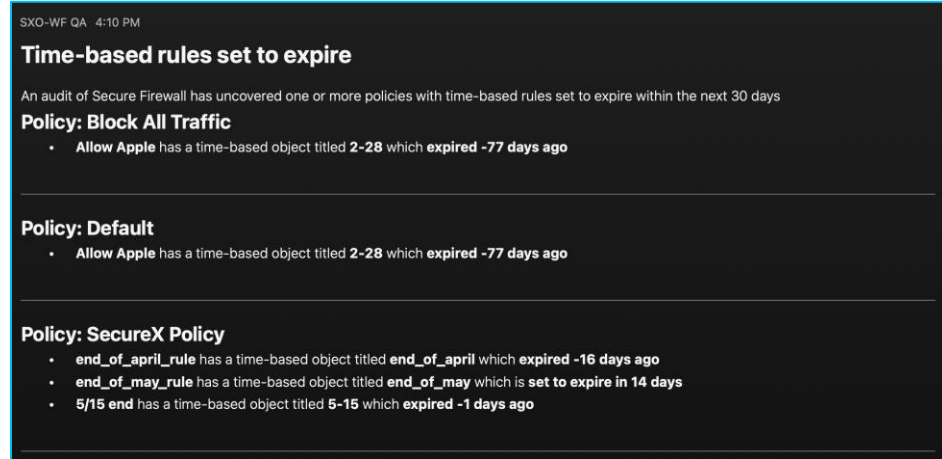 SXO-WF QA 4:10 PM
Time-based rules set to expire
An audit of Secure Firewall has uncovered one or more policies with time-based rules set to expire within the next 30 days
Policy: Block All Traffic
• Allow Apple has a time-based object titled 2-28 which expired -77 days ago
Policy: Default
• Allow Apple has a time-based object titled 2-28 which expired -77 days ago
Policy: SecureX Policy
• end_of_april_rule has a time-based object titled end_of_april which expired -16 days ago
• end_of_may_rule has a time-based object titled end_of_may which is set to expire in 14 days
• 5/15 end has a time-based object titled 5-15 which expired -1 days ago